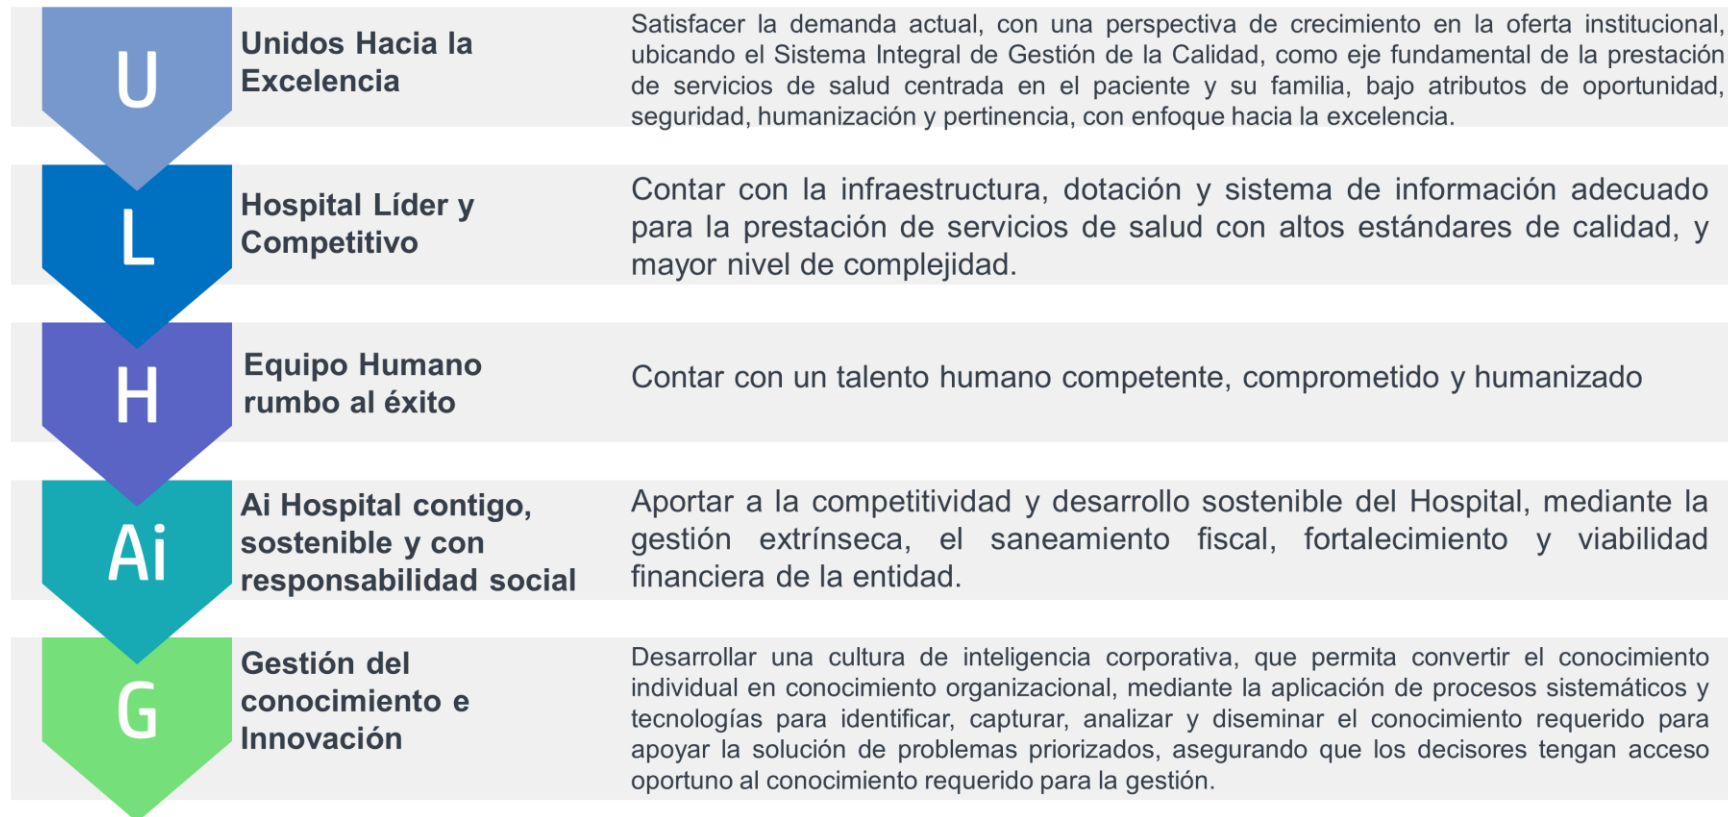 U
Unidos Hacia la
Excelencia
Satisfacer la demanda actual, con una perspectiva de crecimiento en la oferta institucional,
ubicando el Sistema Integral de Gestión de la Calidad, como eje fundamental de la prestación
de servicios de salud centrada en el paciente y su familia, bajo atributos de oportunidad,
seguridad, humanización y pertinencia, con enfoque hacia la excelencia.
L
Hospital Líder y
Competitivo
Contar con la infraestructura, dotación y sistema de información adecuado
para la prestación de servicios de salud con altos estándares de calidad, y
mayor nivel de complejidad.
H
Equipo Humano
rumbo al éxito
Contar con un talento humano competente, comprometido y humanizado
Ai
Ai Hospital contigo,
sostenible y con
responsabilidad social
Aportar a la competitividad y desarrollo sostenible del Hospital, mediante la
gestión extrínseca, el saneamiento fiscal, fortalecimiento y viabilidad
financiera de la entidad.
G
Gestión del
conocimiento e
Innovación
Desarrollar una cultura de inteligencia corporativa, que permita convertir el conocimiento
individual en conocimiento organizacional, mediante la aplicación de procesos sistemáticos y
tecnologías para identificar, capturar, analizar y diseminar el conocimiento requerido para
apoyar la solución de problemas priorizados, asegurando que los decisores tengan acceso
oportuno al conocimiento requerido para la gestión.